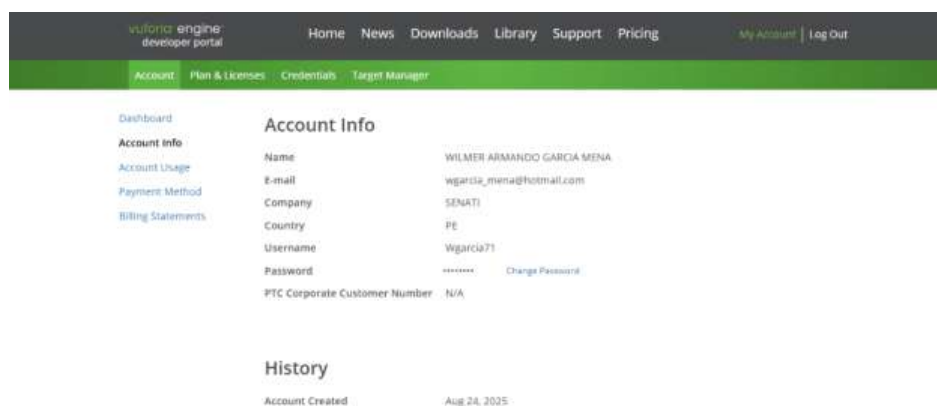 vuforia engine™
developer portal
Home News Downloads Library Support Pricing
My Account | Log Out
Account Plan & Licenses Credentials Target Manager
Dashboard
Account Info
Account Usage
Payment Method
Billing Statements
Account Info
Name WILMER ARMANDO GARCIA MENA
E-mail wgarcia_mena@hotmail.com
Company SENATI
Country PE
Username Wgarcia71
Password •••••••• Change Password
PTC Corporate Customer Number N/A
History
Account Created Aug 24, 2025